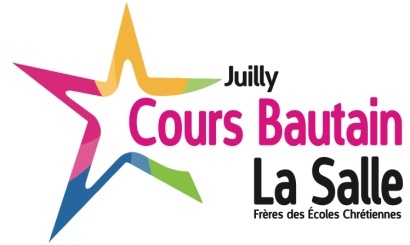 Juilly
Cours Bautain
La Salle
Frères des Écoles Chrétiennes